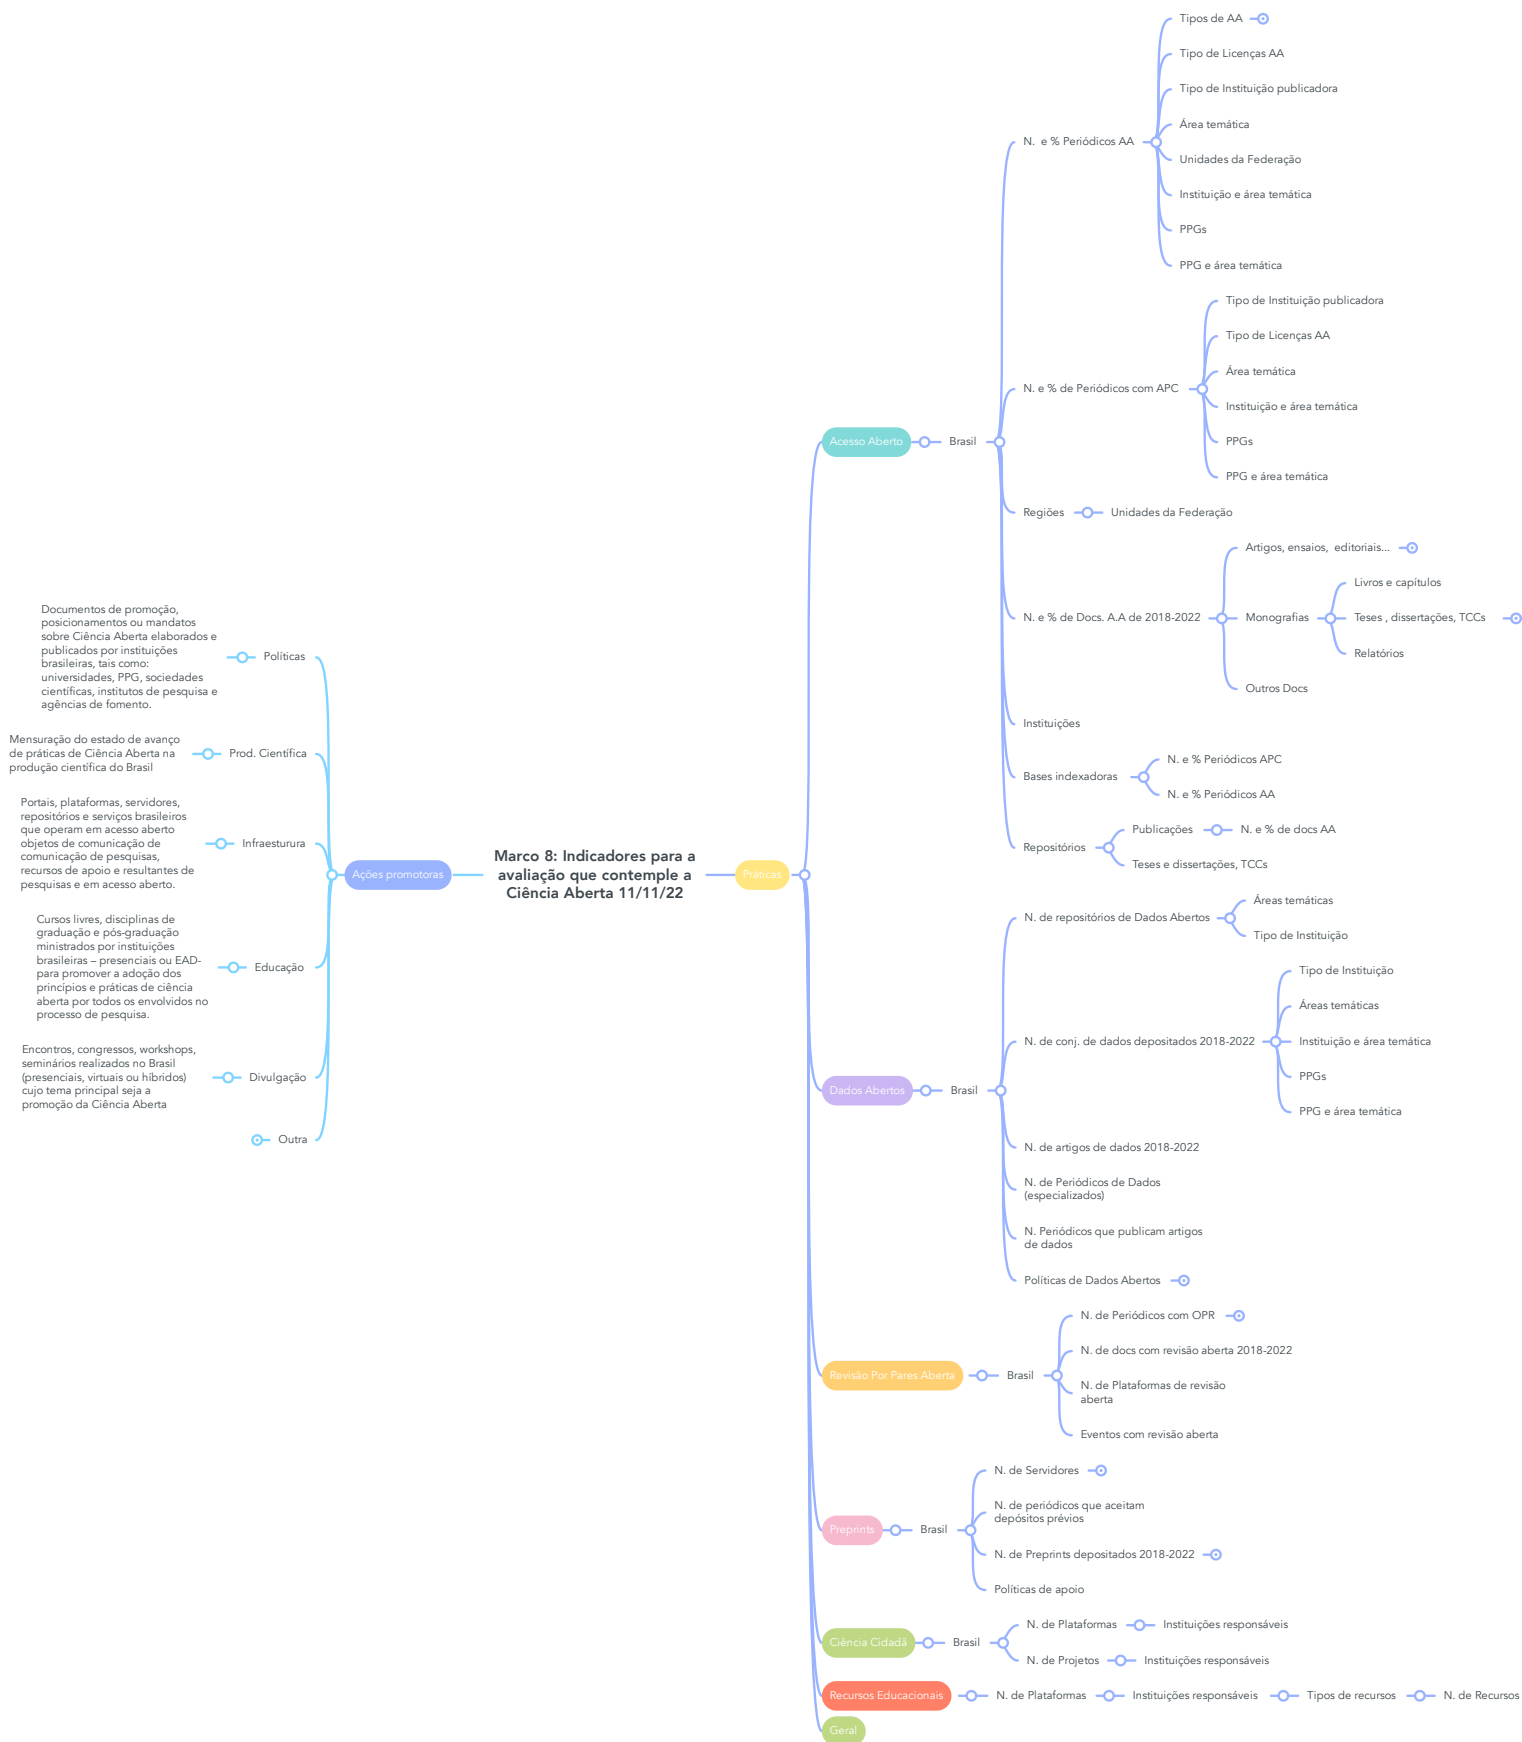 Marco 8: Indicadores para a
avaliação que contemple a
Ciência Aberta 11/11/22
Ações promotoras
Políticas
Documentos de promoção,
posicionamentos ou mandatos
sobre Ciência Aberta elaborados e
publicados por instituições
brasileiras, tais como:
universidades, PPG, sociedades
científicas, institutos de pesquisa e
agências de fomento.
Prod. Científica
Mensuração do estado de avanço
de práticas de Ciência Aberta na
produção científica do Brasil
Infraesturura
Portais, plataformas, servidores,
repositórios e serviços brasileiros
que operam em acesso aberto
objetos de comunicação de
comunicação de pesquisas,
recursos de apoio e resultantes de
pesquisas e em acesso aberto.
Educação
Cursos livres, disciplinas de
graduação e pós-graduação
ministrados por instituições
brasileiras – presenciais ou EAD-
para promover a adoção dos
princípios e práticas de ciência
aberta por todos os envolvidos no
processo de pesquisa.
Divulgação
Encontros, congressos, workshops,
seminários realizados no Brasil
(presenciais, virtuais ou híbridos)
cujo tema principal seja a
promoção da Ciência Aberta
Outra
Práticas
Acesso Aberto
Brasil
N. e % Periódicos AA
Tipos de AA
Tipo de Licenças AA
Tipo de Instituição publicadora
Área temática
Unidades da Federação
Instituição e área temática
PPGs
PPG e área temática
N. e % de Periódicos com APC
Tipo de Instituição publicadora
Tipo de Licenças AA
Área temática
Instituição e área temática
PPGs
PPG e área temática
Regiões
Unidades da Federação
N. e % de Docs. A.A de 2018-2022
Artigos, ensaios, editoriais...
Monografias
Livros e capítulos
Teses , dissertações, TCCs
Relatórios
Outros Docs
Instituições
Bases indexadoras
N. e % Periódicos APC
N. e % Periódicos AA
Repositórios
Publicações
N. e % de docs AA
Teses e dissertações, TCCs
Dados Abertos
Brasil
N. de repositórios de Dados Abertos
Áreas temáticas
Tipo de Instituição
N. de conj. de dados depositados 2018-2022
Tipo de Instituição
Áreas temáticas
Instituição e área temática
PPGs
PPG e área temática
N. de artigos de dados 2018-2022
N. de Periódicos de Dados
(especializados)
N. Periódicos que publicam artigos
de dados
Políticas de Dados Abertos
Revisão Por Pares Aberta
Brasil
N. de Periódicos com OPR
N. de docs com revisão aberta 2018-2022
N. de Plataformas de revisão
aberta
Eventos com revisão aberta
Preprints
Brasil
N. de Servidores
N. de periódicos que aceitam
depósitos prévios
N. de Preprints depositados 2018-2022
Políticas de apoio
Ciência Cidadã
Brasil
N. de Plataformas
Instituições responsáveis
N. de Projetos
Instituições responsáveis
Recursos Educacionais
N. de Plataformas
Instituições responsáveis
Tipos de recursos
N. de Recursos
Geral